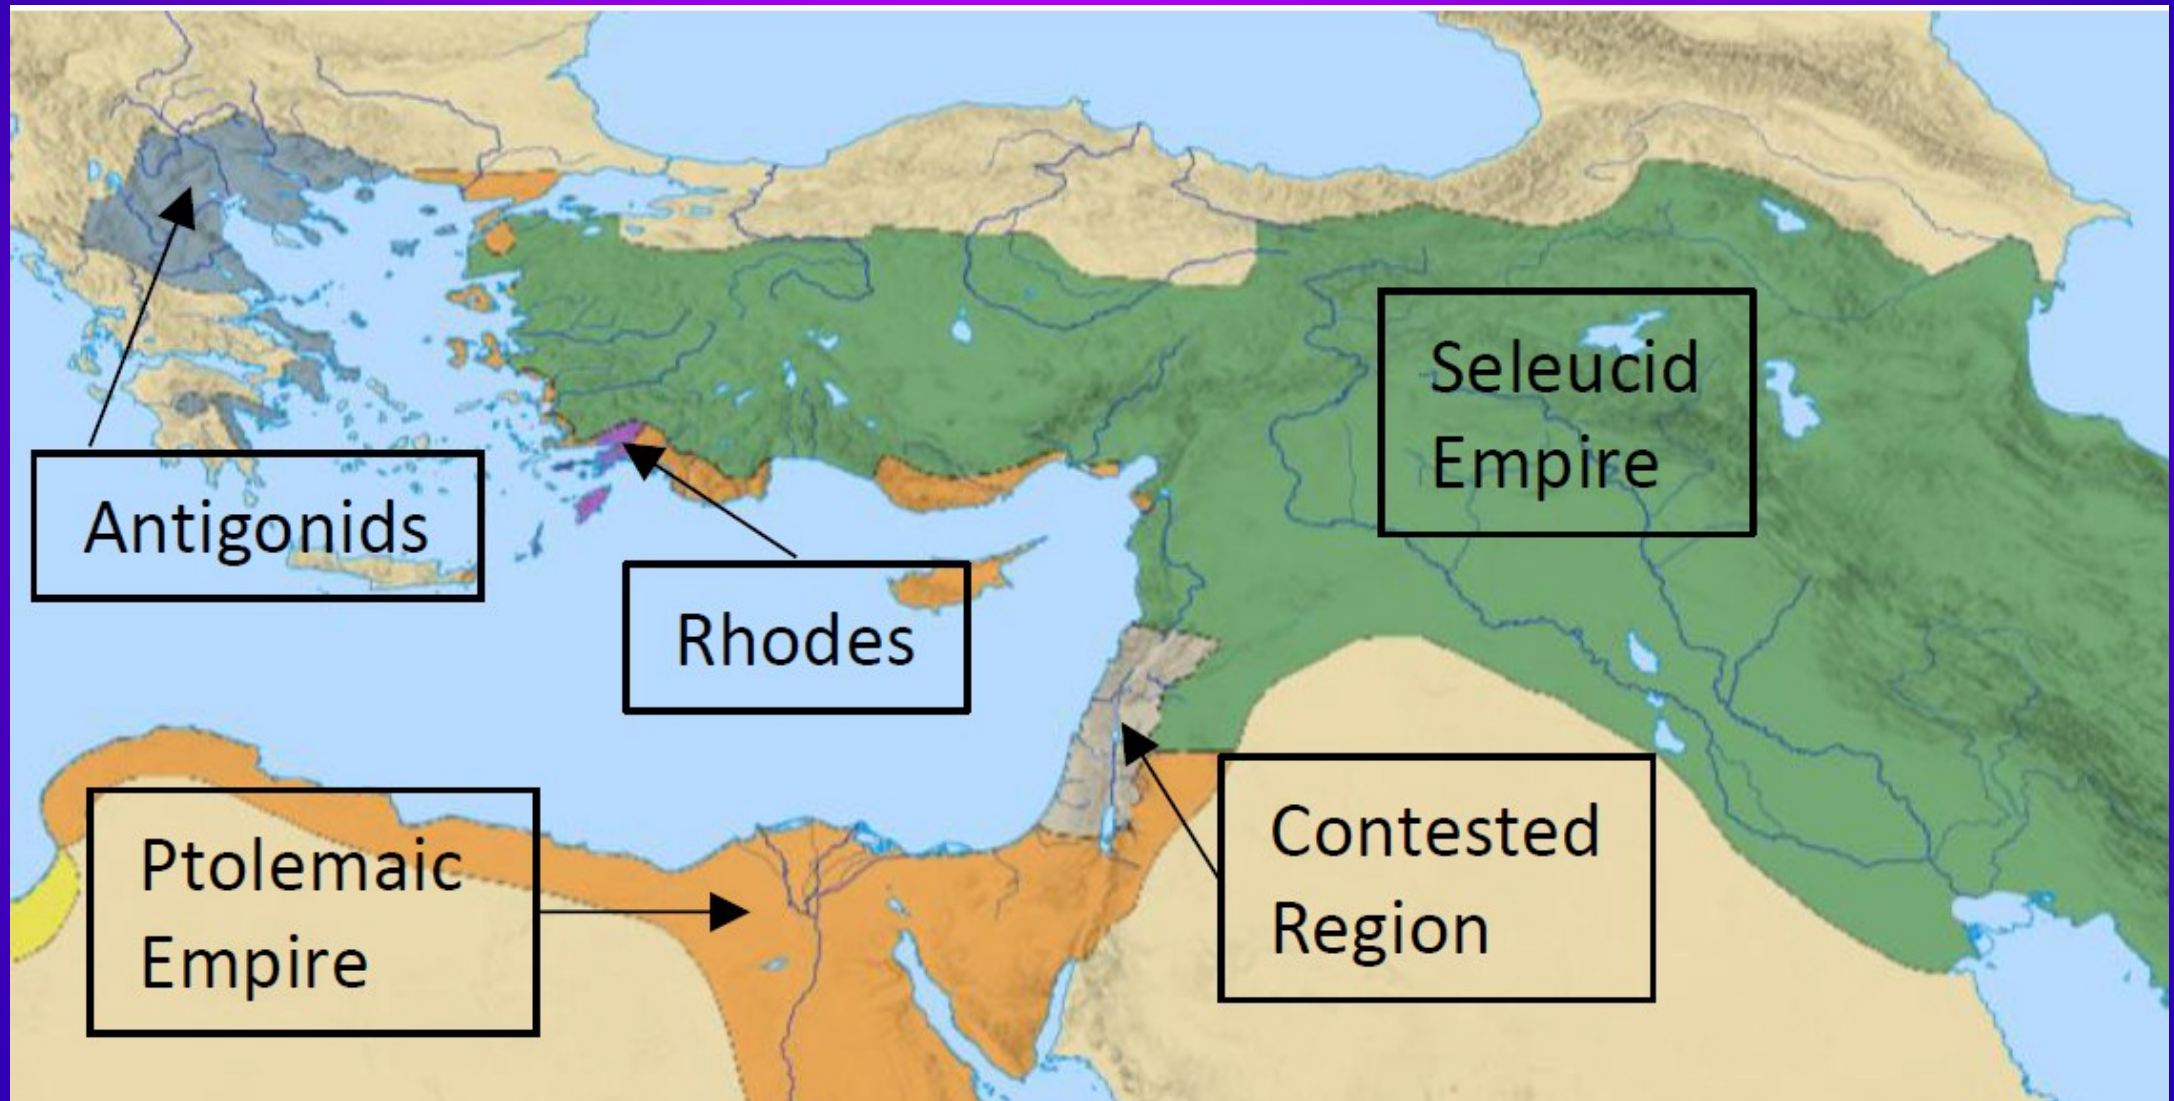 Antigonids
Rhodes
Seleucid
Empire
Ptolemaic
Empire
Contested
Region